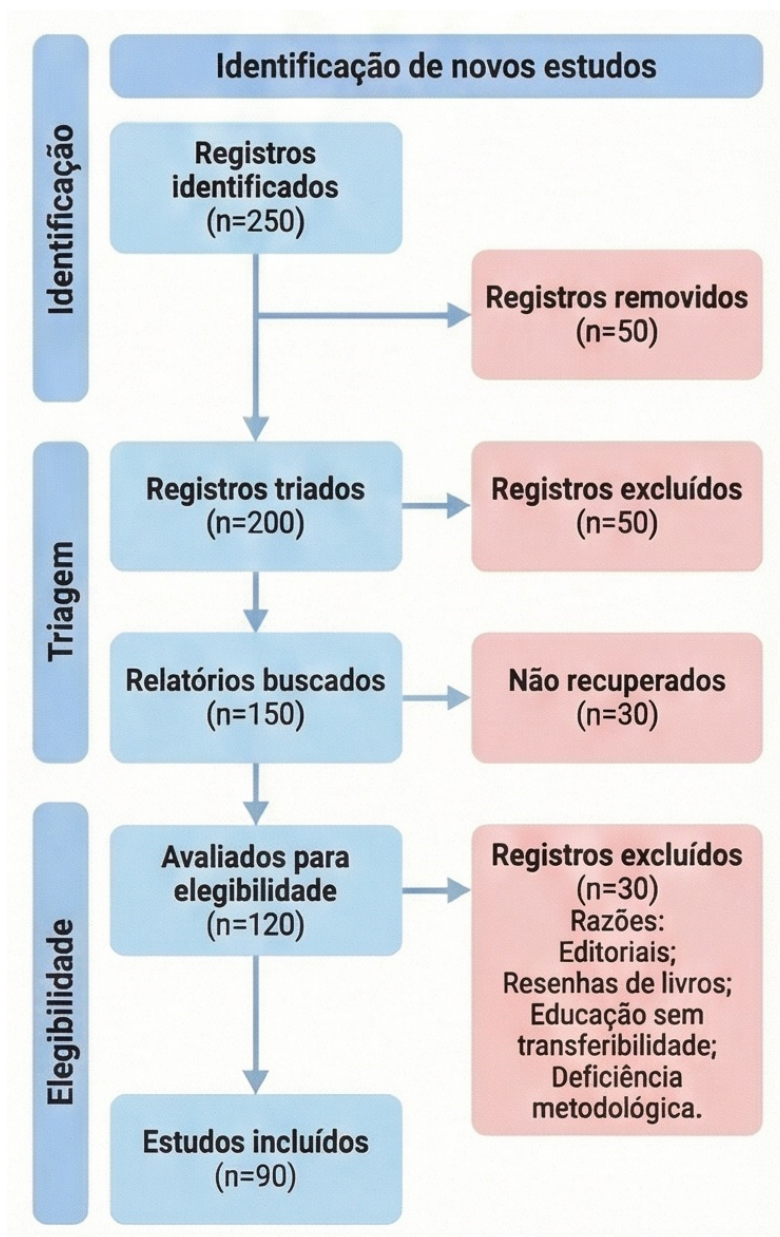 Identificação de novos estudos
Identificação
Registros
identificados
(n=250)
Registros removidos
(n=50)
Triagem
Registros triados
(n=200)
Registros excluídos
(n=50)
Relatórios buscados
(n=150)
Não recuperados
(n=30)
Elegibilidade
Avaliados para
elegibilidade
(n=120)
Registros excluídos
(n=30)
Razões:
Editoriais;
Resenhas de livros;
Educação sem
transferibilidade;
Deficiência
metodológica.
Estudos incluídos
(n=90)